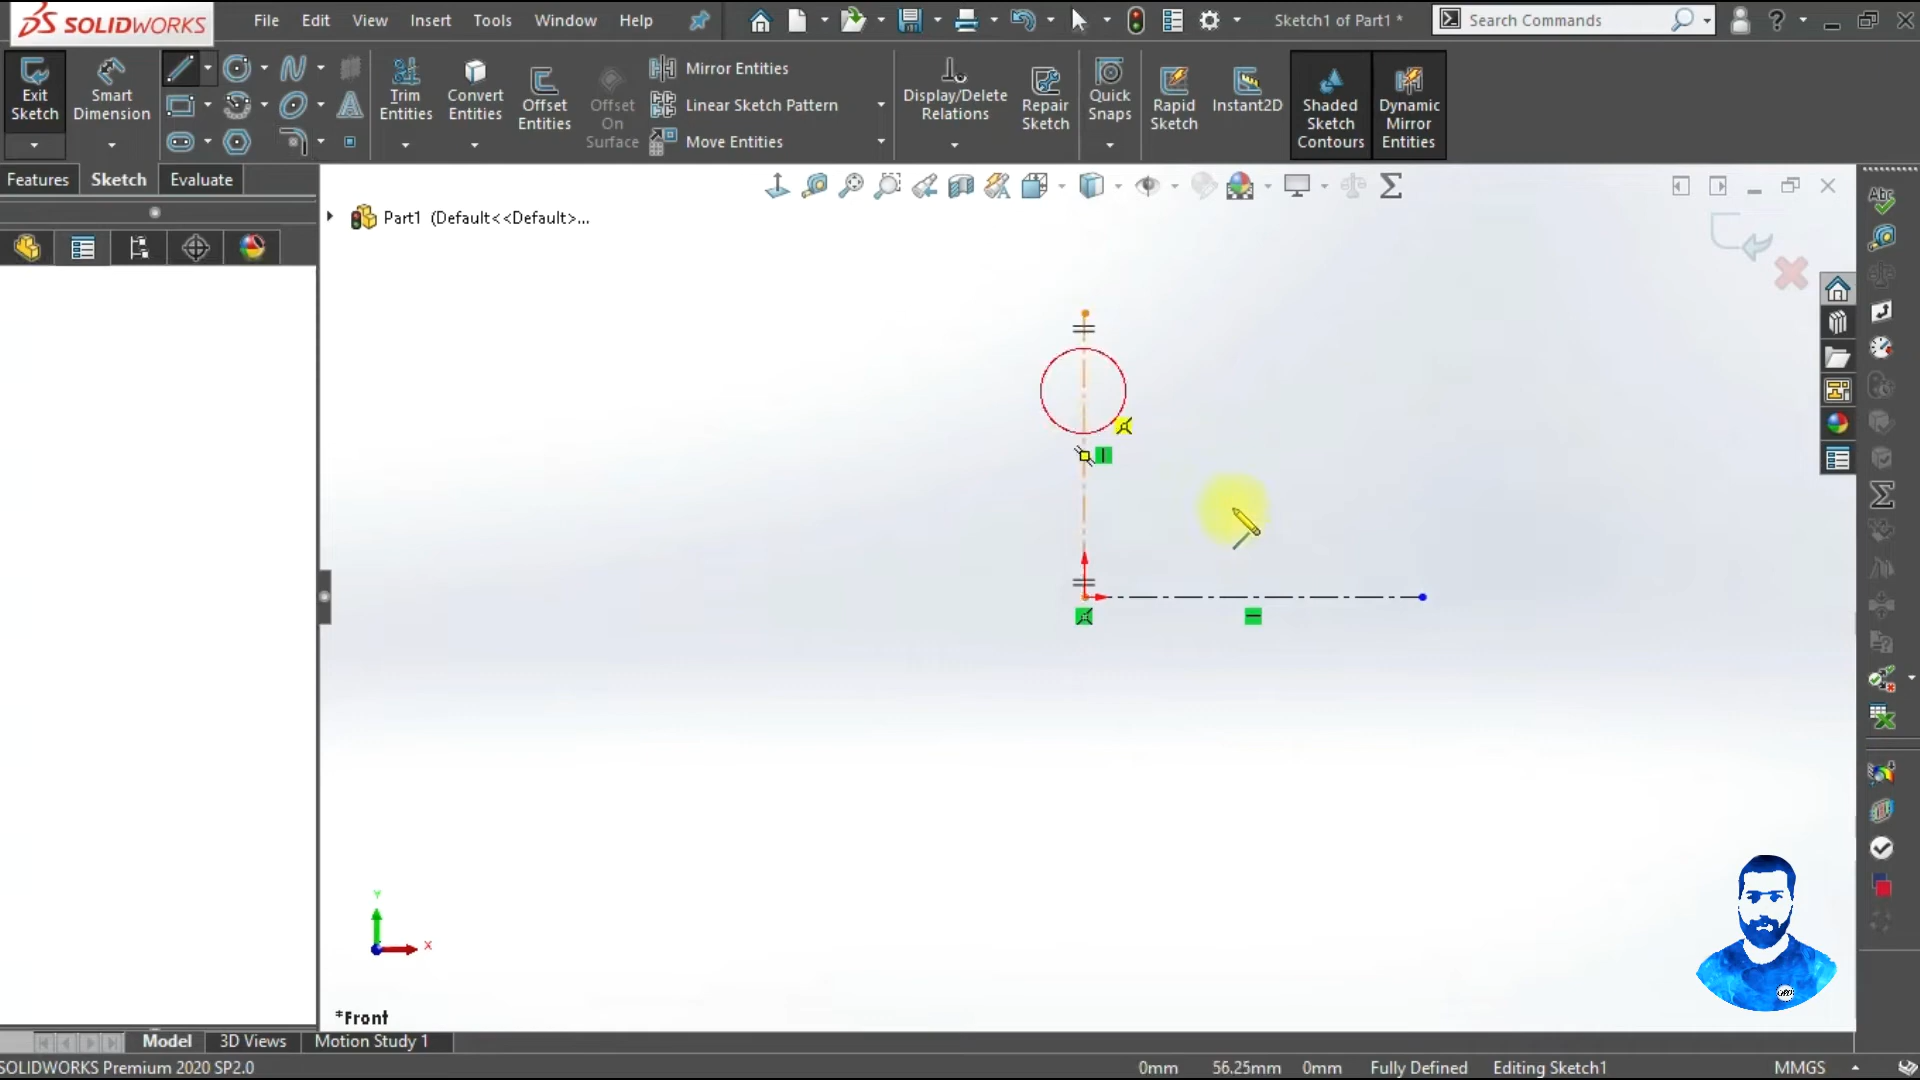 SOLIDWORKS File Edit View Insert Tools Window Help Sketch1 of Part1 * Search Commands ?
Exit Sketch
Smart Dimension
Trim Entities
Convert Entities
Offset Entities
Offset On Surface
Mirror Entities
Linear Sketch Pattern
Move Entities
Display/Delete Relations
Repair Sketch
Quick Snaps
Rapid Sketch
Instant2D
Shaded Sketch Contours
Dynamic Mirror Entities
Features Sketch Evaluate
Part1 (Default<<Default>...
Abc
Y
X
*Front
Model 3D Views Motion Study 1
SOLIDWORKS Premium 2020 SP2.0 0mm 56.25mm 0mm Fully Defined Editing Sketch1 MMGS